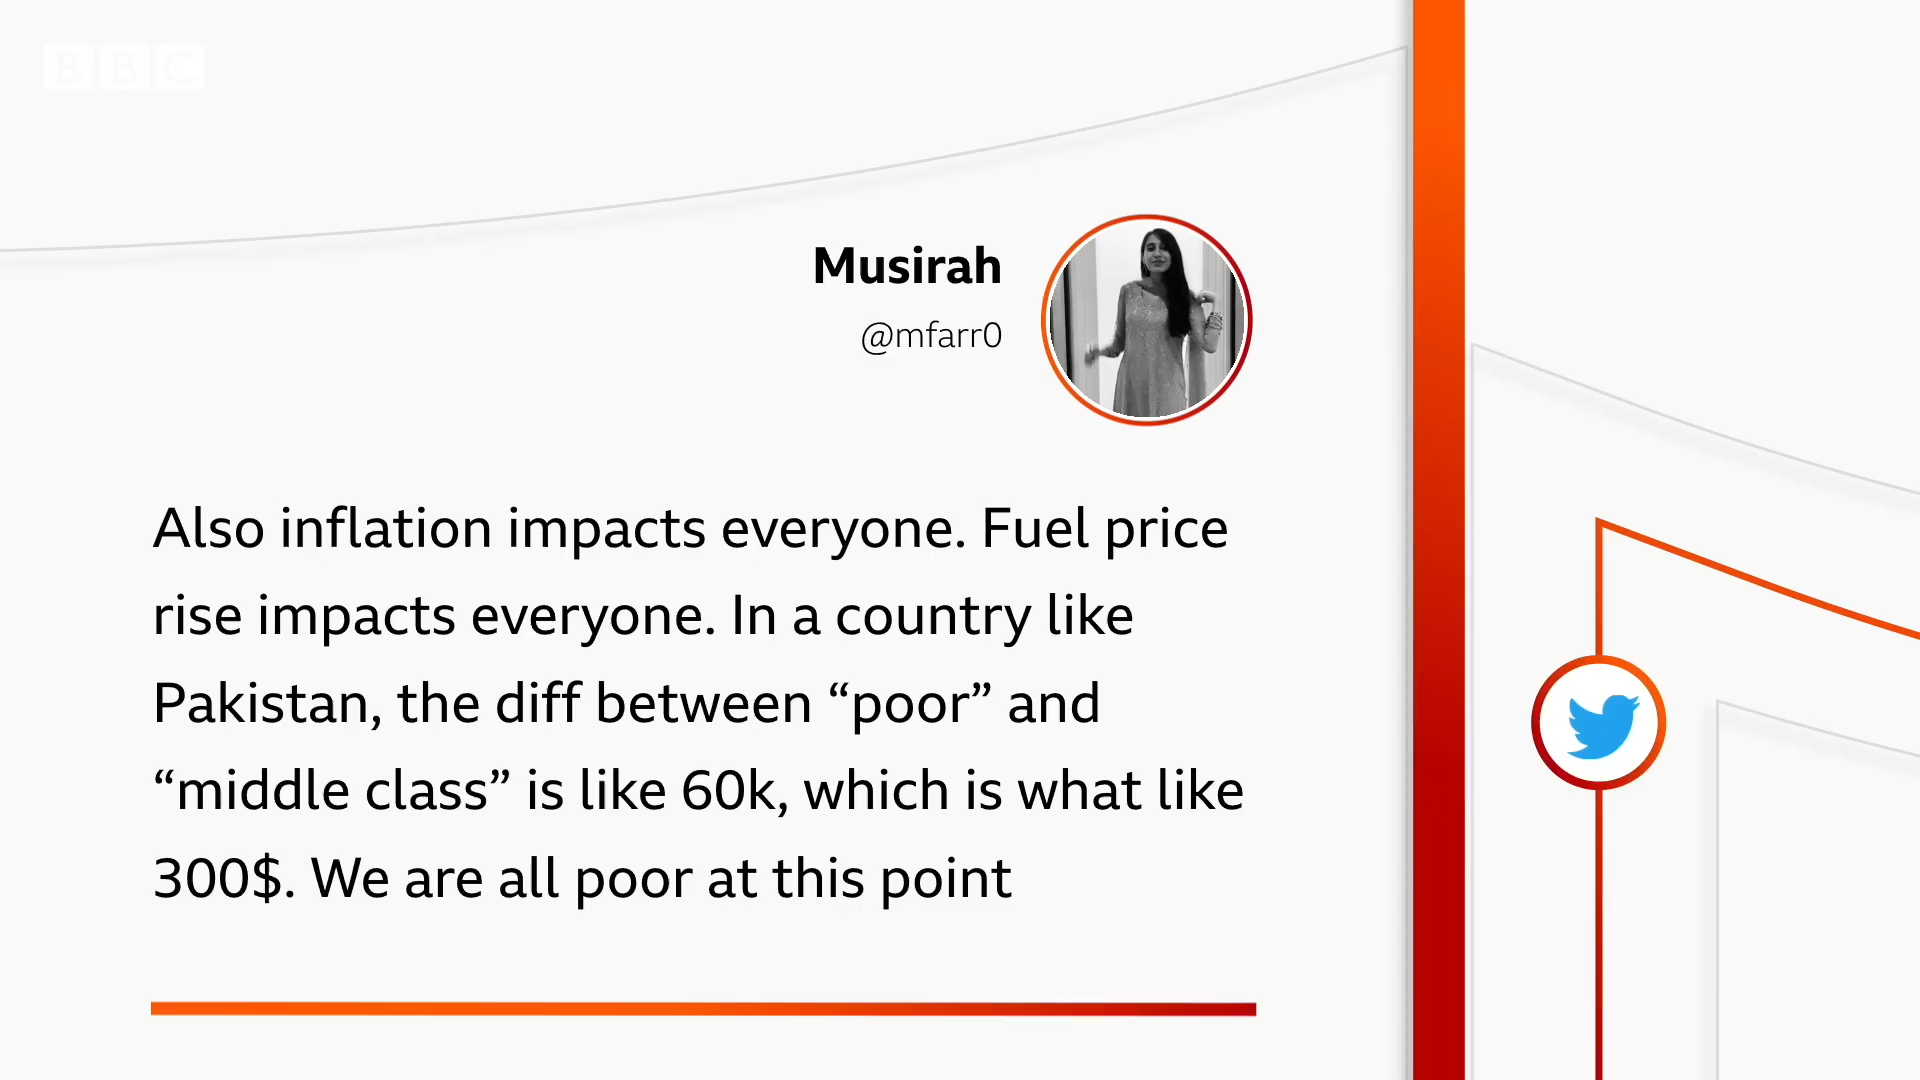 BBC
Musirah
@mfarr0
Also inflation impacts everyone. Fuel price
rise impacts everyone. In a country like
Pakistan, the diff between “poor” and
“middle class” is like 60k, which is what like
300$. We are all poor at this point